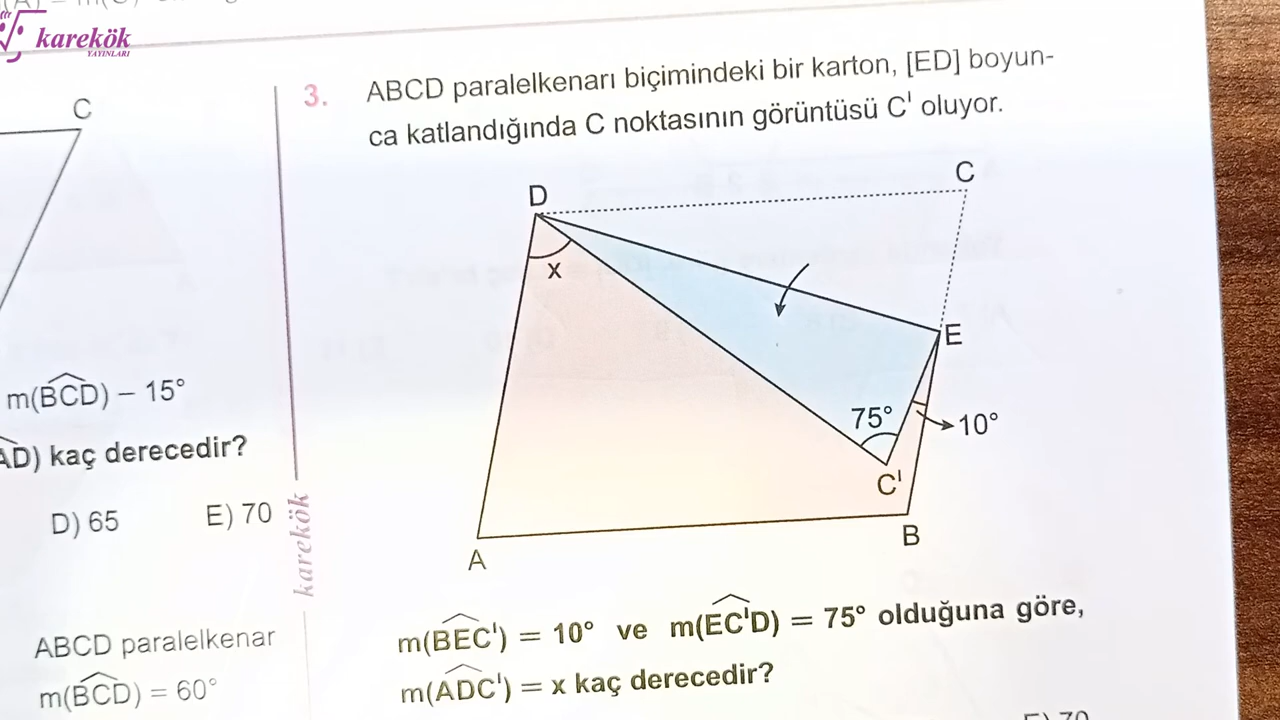 karekök
YAYINLARI
C
m(BCD) – 15°
AD) kaç derecedir?
D) 65
E) 70
karekök
ABCD paralelkenar
m(BCD) = 60°
3. ABCD paralelkenarı biçimindeki bir karton, [ED] boyun-
ca katlandığında C noktasının görüntüsü C' oluyor.
D
C
x
E
75°
10°
C'
A
B
m(BEC') = 10° ve m(EC'D) = 75° olduğuna göre,
m(ADC') = x kaç derecedir?